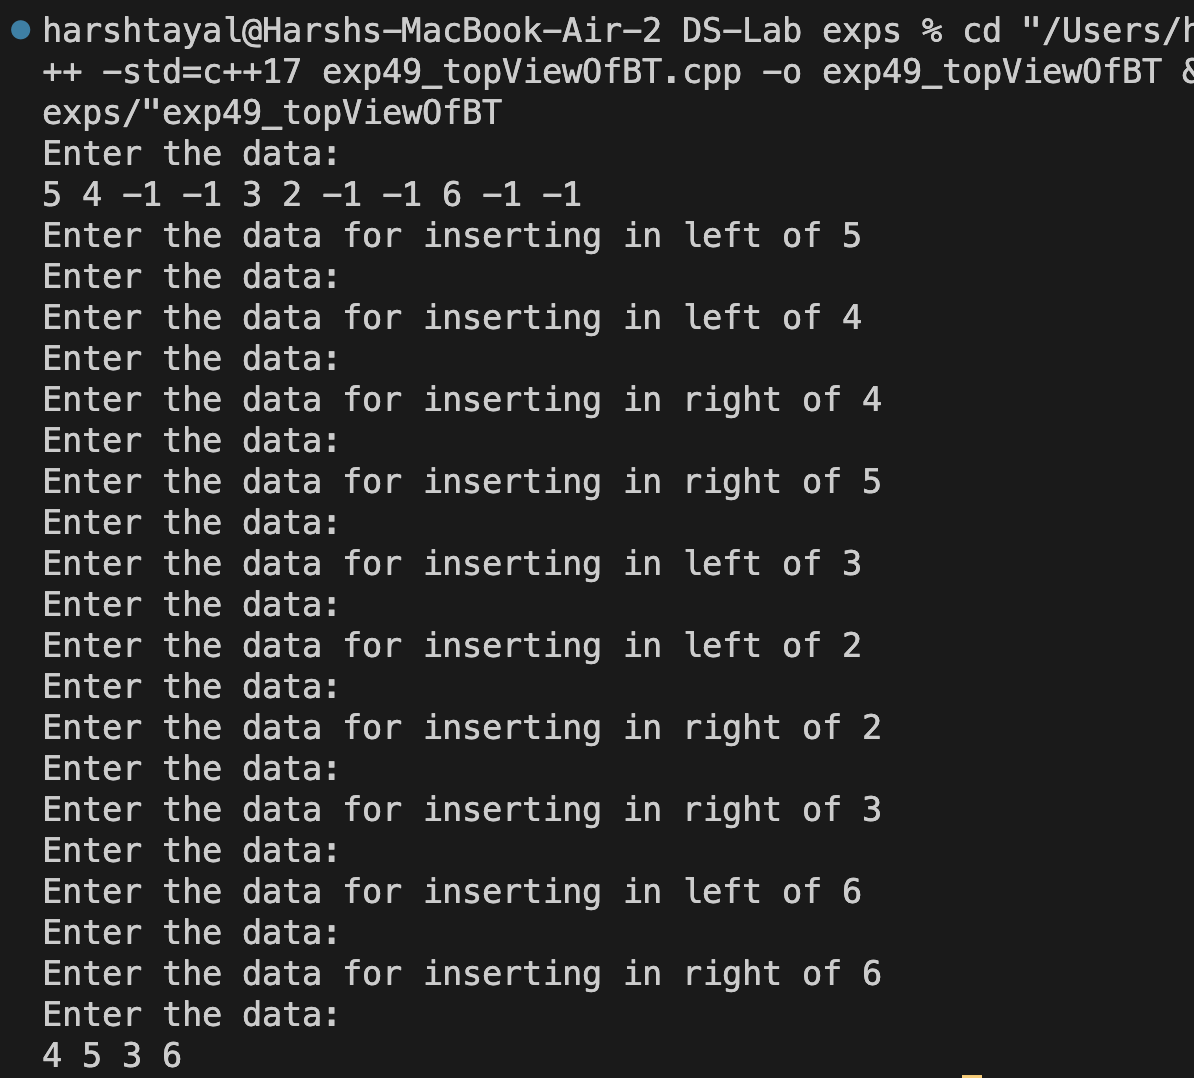 harshtayal@Harshs-MacBook-Air-2 DS-Lab exps % cd "/Users/
++ -std=c++17 exp49_topViewOfBT.cpp -o exp49_topViewOfBT &
exps/"exp49_topViewOfBT
Enter the data:
5 4 -1 -1 3 2 -1 -1 6 -1 -1
Enter the data for inserting in left of 5
Enter the data:
Enter the data for inserting in left of 4
Enter the data:
Enter the data for inserting in right of 4
Enter the data:
Enter the data for inserting in right of 5
Enter the data:
Enter the data for inserting in left of 3
Enter the data:
Enter the data for inserting in left of 2
Enter the data:
Enter the data for inserting in right of 2
Enter the data:
Enter the data for inserting in right of 3
Enter the data:
Enter the data for inserting in left of 6
Enter the data:
Enter the data for inserting in right of 6
Enter the data:
4 5 3 6